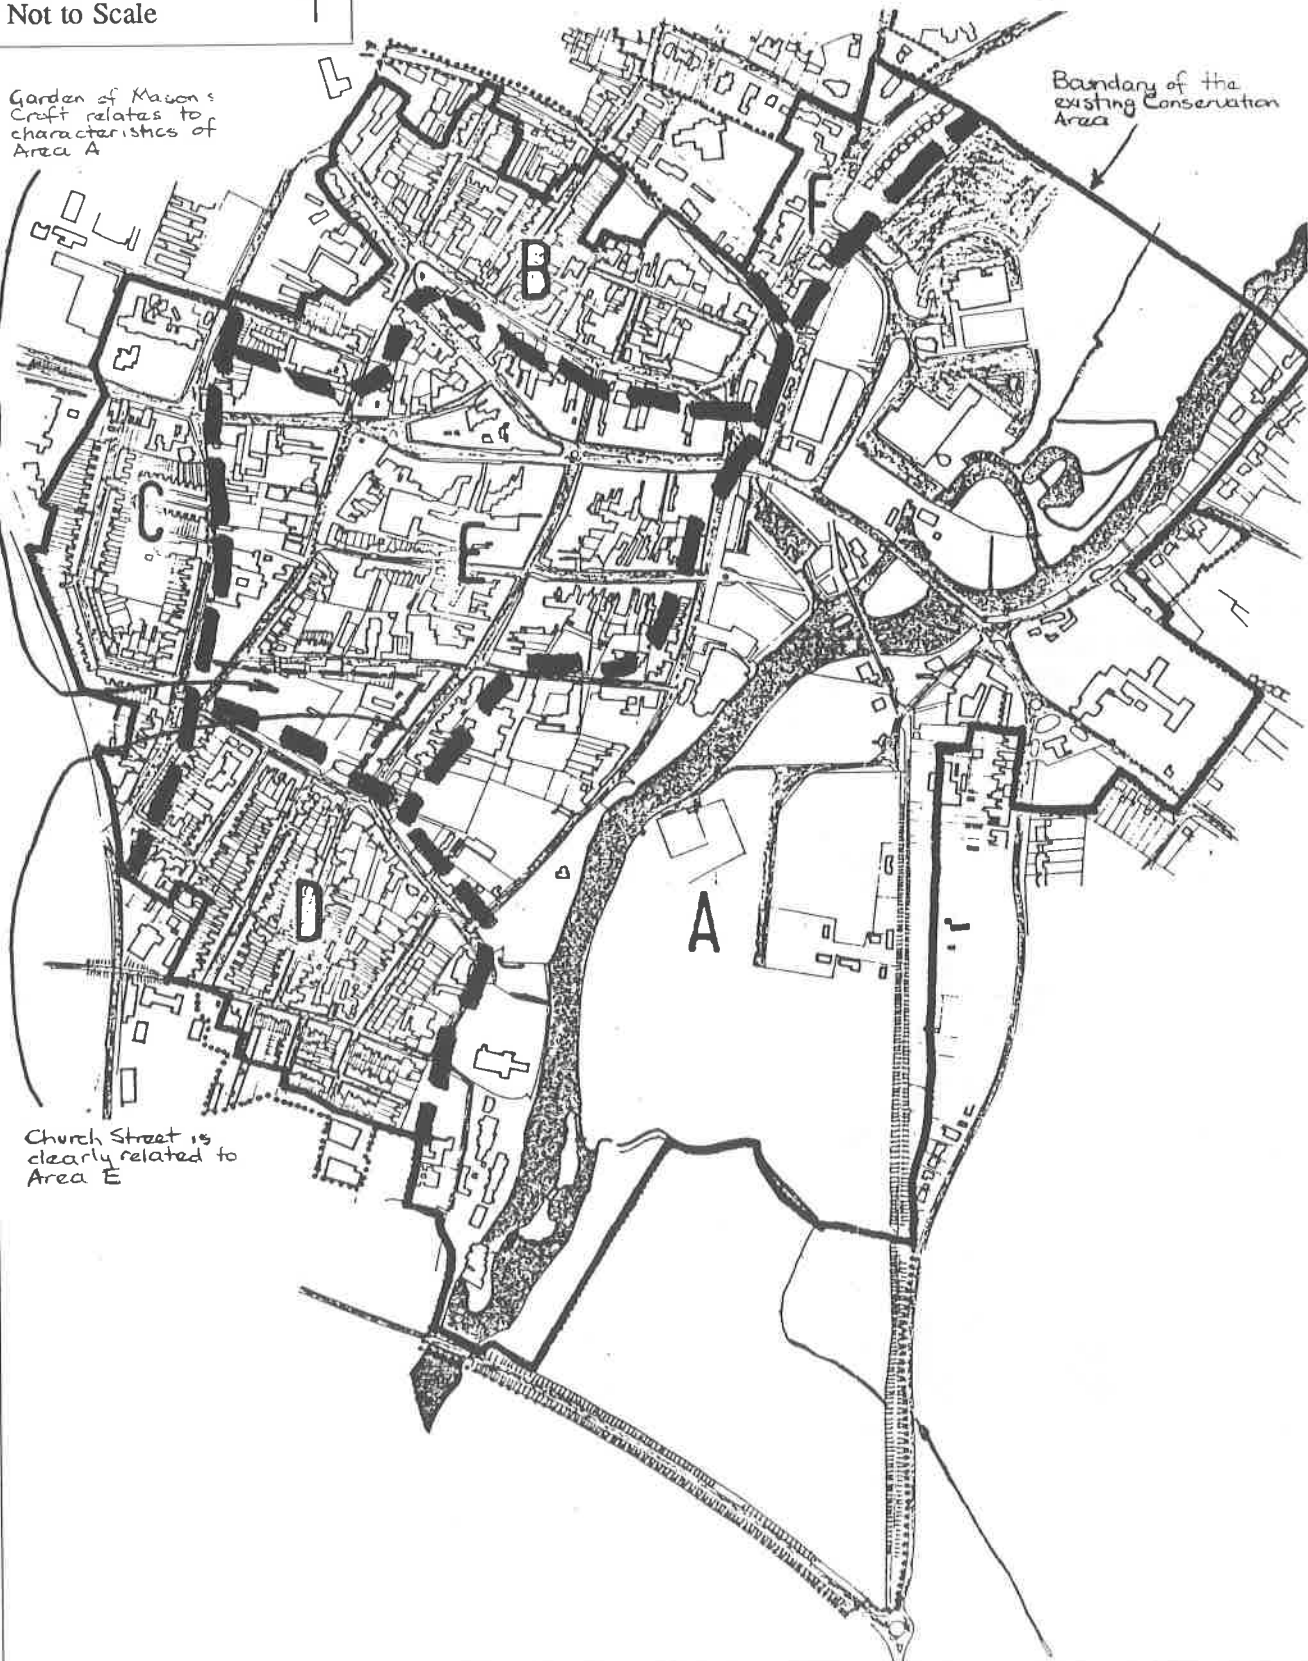 Not to Scale
Garden of Mason's
Croft relates to
characteristics of
Area A
Boundary of the
existing Conservation
Area
F
B
C
E
D
A
Church Street is
clearly related to
Area E